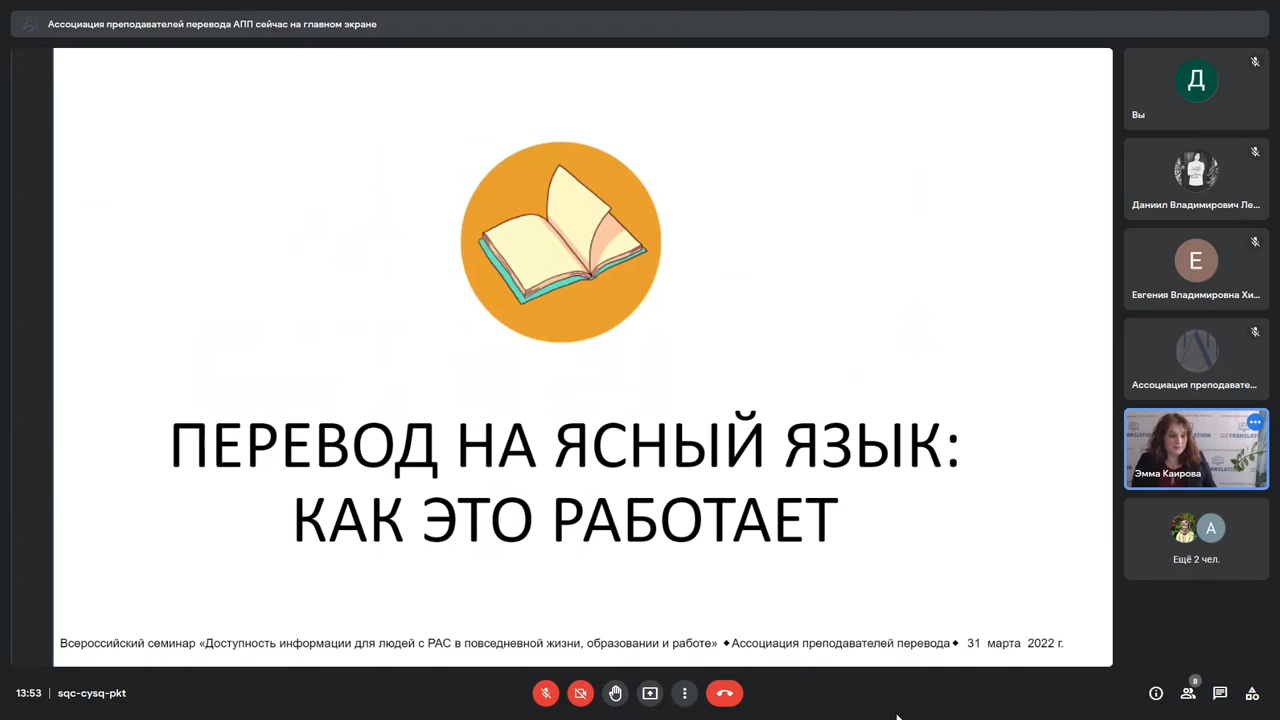 Ассоциация преподавателей перевода АПП сейчас на главном экране
ПЕРЕВОД НА ЯСНЫЙ ЯЗЫК:
КАК ЭТО РАБОТАЕТ
Всероссийский семинар «Доступность информации для людей с РАС в повседневной жизни, образовании и работе» ◆Ассоциация преподавателей перевода◆ 31 марта 2022 г.
Д
Вы
Даниил Владимирович Ле...
Е
Евгения Владимировна Хи...
Ассоциация преподавате...
TRANSLATION
Эмма Каирова
А
Ещё 2 чел.
13:53 | sqc-cysq-pkt
8